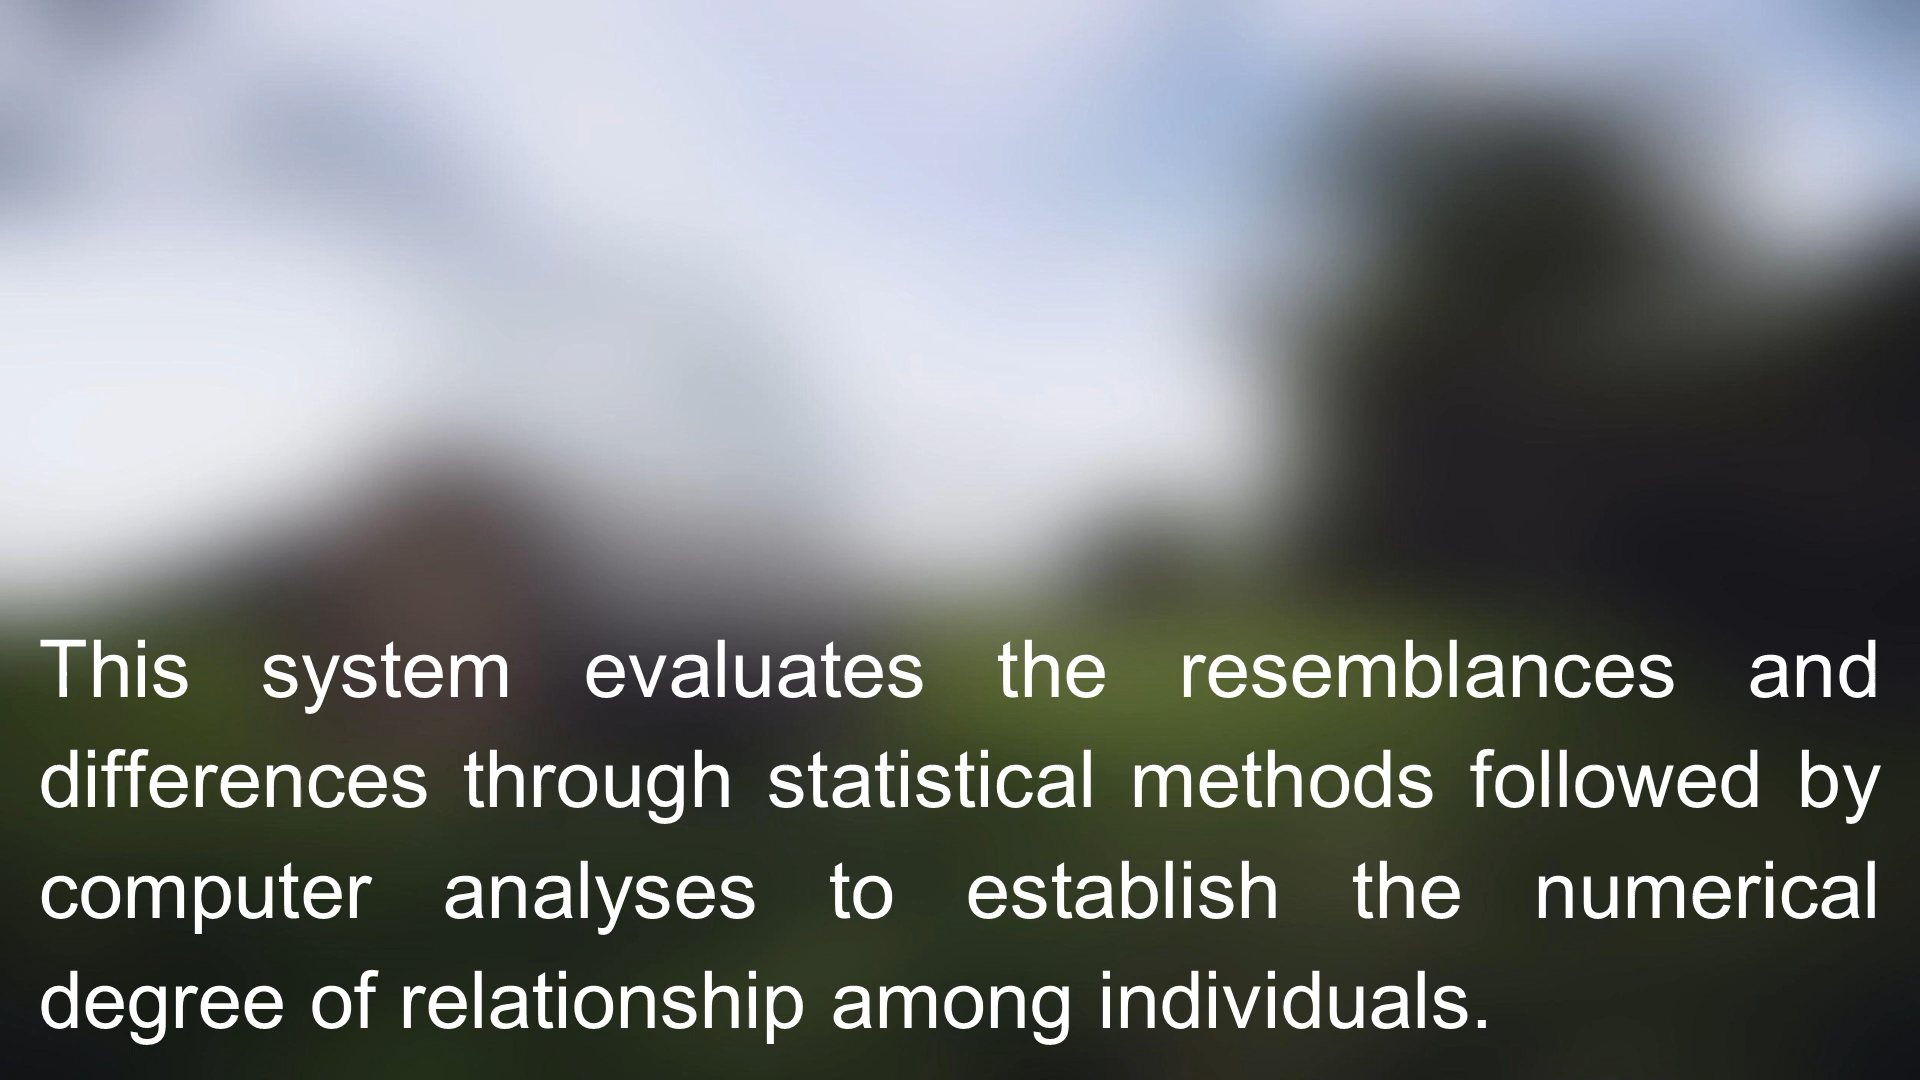 This system evaluates the resemblances and
differences through statistical methods followed by
computer analyses to establish the numerical
degree of relationship among individuals.